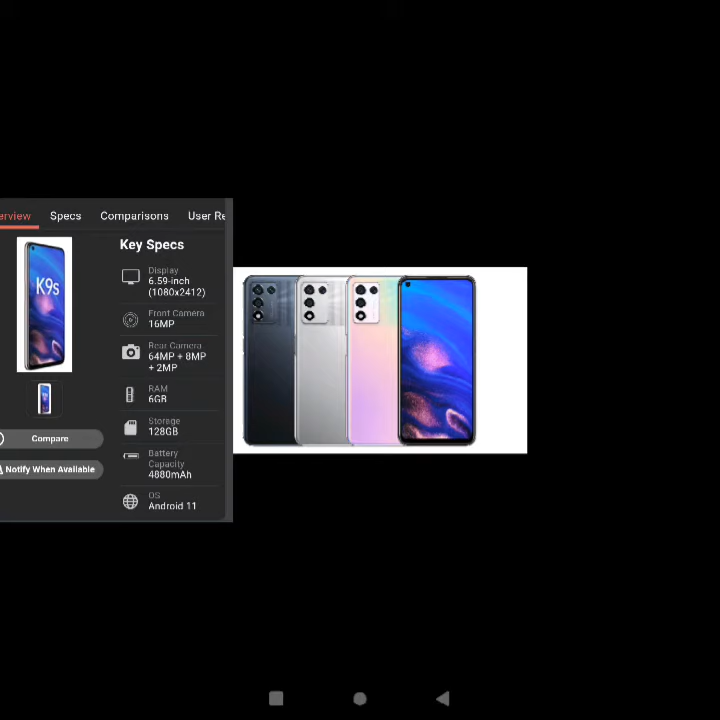 erview Specs Comparisons User Re
K9s
Key Specs
Display
6.59-inch
(1080x2412)
Front Camera
16MP
Rear Camera
64MP + 8MP
+ 2MP
RAM
6GB
Storage
128GB
Battery
Capacity
4880mAh
OS
Android 11
Compare
Notify When Available